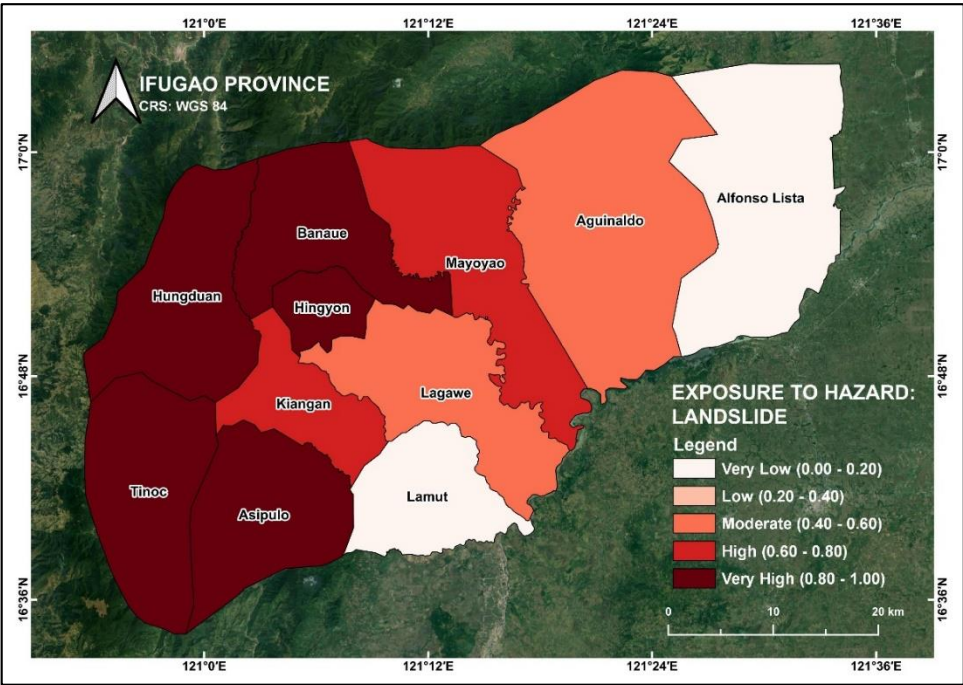 121°0'E 121°12'E 121°24'E 121°36'E
IFUGAO PROVINCE
CRS: WGS 84
17°0'N 17°0'N
Alfonso Lista
Aguinaldo
Banaue
Mayoyao
Hungduan
Hingyon
16°48'N 16°48'N
Lagawe
Kiangan
EXPOSURE TO HAZARD:
LANDSLIDE
Legend
Very Low (0.00 - 0.20)
Low (0.20 - 0.40)
Moderate (0.40 - 0.60)
High (0.60 - 0.80)
Very High (0.80 - 1.00)
Tinoc
Lamut
Asipulo
16°36'N 16°36'N
0 10 20 km
121°0'E 121°12'E 121°24'E 121°36'E